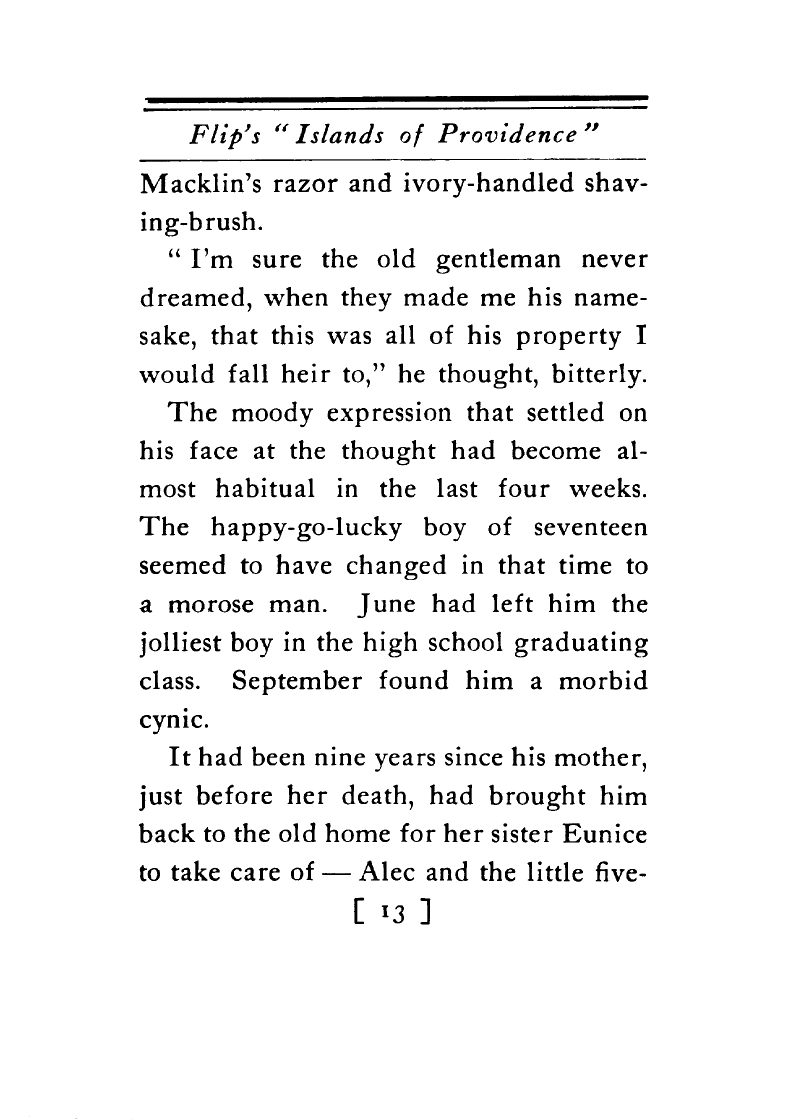 Flip's "Islands of Providence"
Macklin's razor and ivory-handled shav-
ing-brush.
"I'm sure the old gentleman never
dreamed, when they made me his name-
sake, that this was all of his property I
would fall heir to," he thought, bitterly.
The moody expression that settled on
his face at the thought had become al-
most habitual in the last four weeks.
The happy-go-lucky boy of seventeen
seemed to have changed in that time to
a morose man. June had left him the
jolliest boy in the high school graduating
class. September found him a morbid
cynic.
It had been nine years since his mother,
just before her death, had brought him
back to the old home for her sister Eunice
to take care of — Alec and the little five-
[ 13 ]